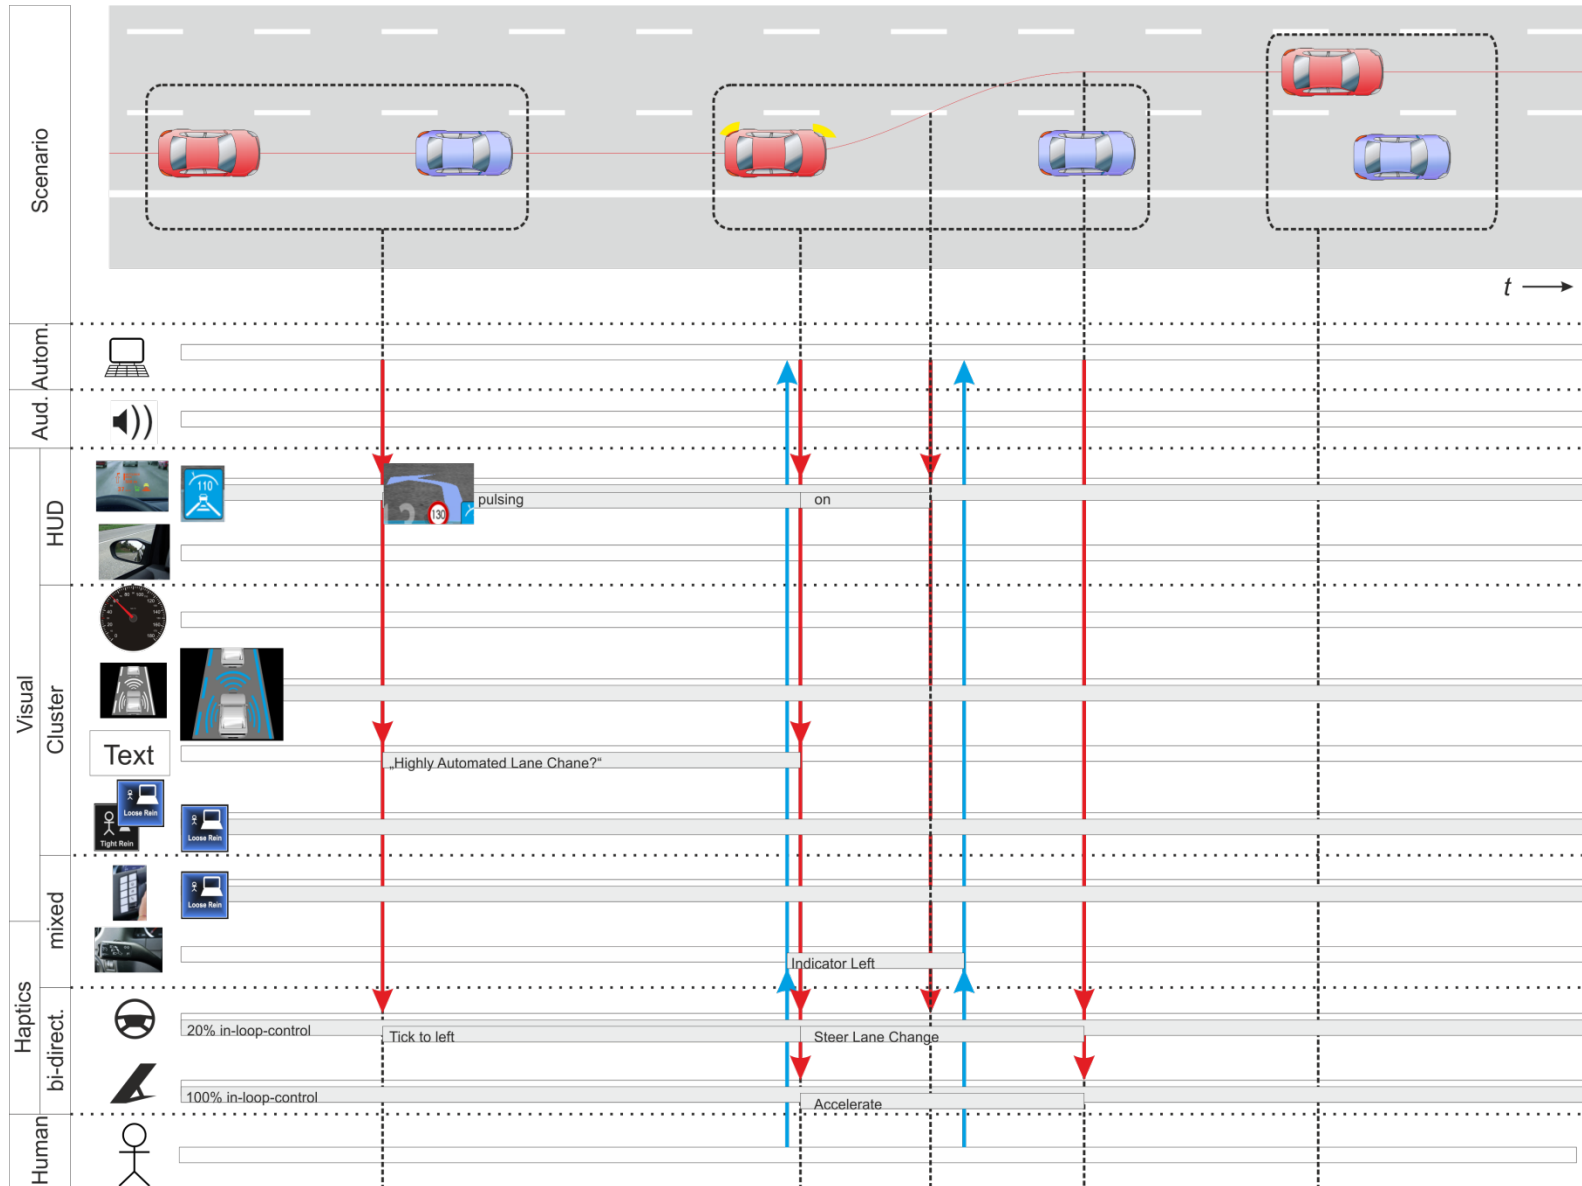 Scenario
t
Autom.
Aud.
HUD
110
130
pulsing
on
Visual
Cluster
Text
„Highly Automated Lane Chane?“
Loose Rein
Tight Rein
Loose Rein
mixed
Loose Rein
Indicator Left
Haptics
bi-direct.
20% in-loop-control
Tick to left
Steer Lane Change
100% in-loop-control
Accelerate
Human